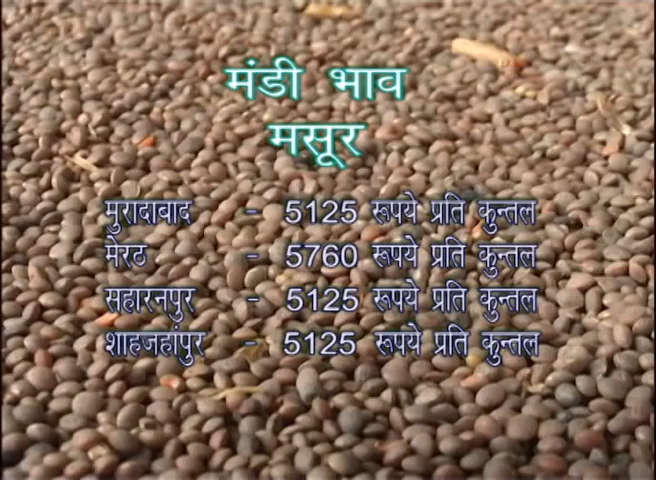 मंडी भाव
मसूर
मुरादाबाद - 5125 रूपये प्रति कुन्तल
मेरठ - 5760 रूपये प्रति कुन्तल
सहारनपुर - 5125 रूपये प्रति कुन्तल
शाहजहांपुर - 5125 रूपये प्रति कुन्तल